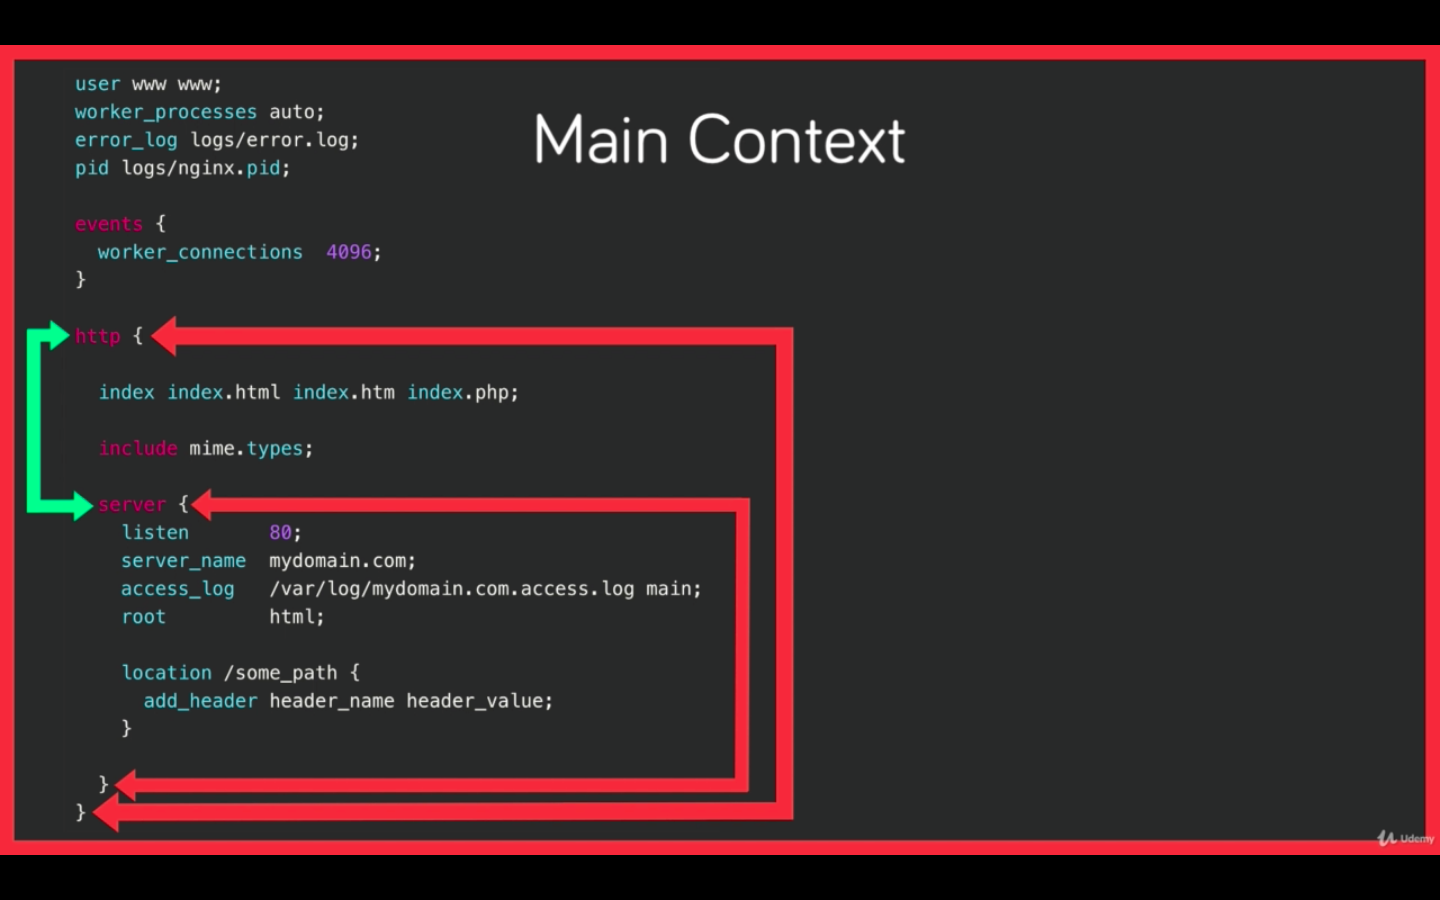 Main Context
user www www;
worker_processes auto;
error_log logs/error.log;
pid logs/nginx.pid;
events {
worker_connections 4096;
}
http {
index index.html index.htm index.php;
include mime.types;
server {
listen 80;
server_name mydomain.com;
access_log /var/log/mydomain.com.access.log main;
root html;
location /some_path {
add_header header_name header_value;
}
}
}
Udemy